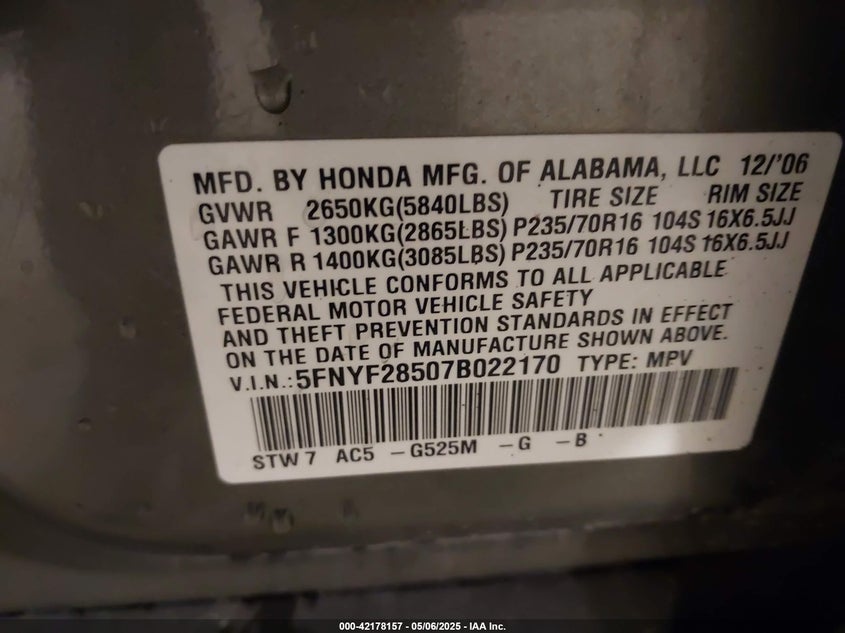 MFD. BY HONDA MFG. OF ALABAMA, LLC 12/'06
GVWR 2650KG(5840LBS) TIRE SIZE RIM SIZE
GAWR F 1300KG(2865LBS) P235/70R16 104S 16X6.5JJ
GAWR R 1400KG(3085LBS) P235/70R16 104S 16X6.5JJ
THIS VEHICLE CONFORMS TO ALL APPLICABLE
FEDERAL MOTOR VEHICLE SAFETY
AND THEFT PREVENTION STANDARDS IN EFFECT
ON THE DATE OF MANUFACTURE SHOWN ABOVE.
V.I.N.:5FNYF28507B022170 TYPE: MPV
STW7 AC5 -G525M -G -B
000-42178157 - 05/06/2025 - IAA Inc.